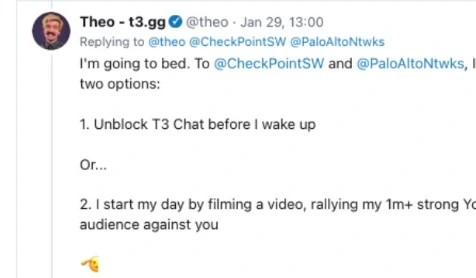 Theo - t3.gg @theo · Jan 29, 13:00
Replying to @theo @CheckPointSW @PaloAltoNtwks
I'm going to bed. To @CheckPointSW and @PaloAltoNtwks, I
two options:
1. Unblock T3 Chat before I wake up
Or...
2. I start my day by filming a video, rallying my 1m+ strong Yo
audience against you
🫡